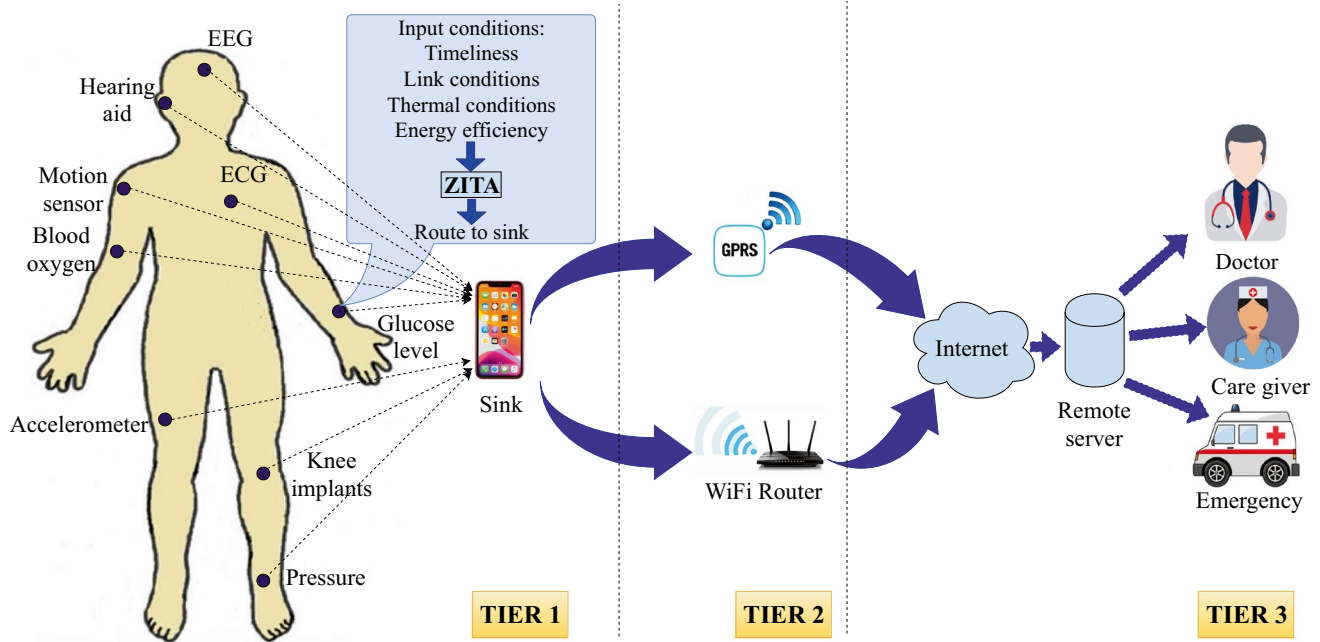 EEG
Hearing
aid
Motion
sensor
ECG
Blood
oxygen
Glucose
level
Accelerometer
Knee
implants
Pressure
Input conditions:
Timeliness
Link conditions
Thermal conditions
Energy efficiency
ZITA
Route to sink
Sink
TIER 1
GPRS
WiFi Router
TIER 2
Internet
Remote
server
Doctor
Care giver
Emergency
TIER 3